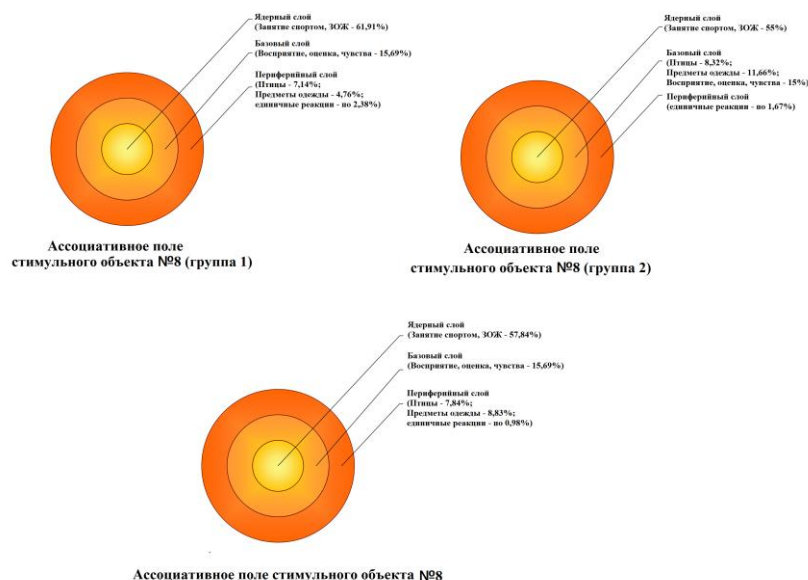 Ядерный слой
(Занятие спортом, ЗОЖ - 61,91%)
Базовый слой
(Восприятие, оценка, чувства - 15,69%)
Периферийный слой
(Птицы - 7,14%;
Предметы одежды - 4,76%;
единичные реакции - по 2,38%)
Ассоциативное поле
стимульного объекта №8 (группа 1)
Ядерный слой
(Занятие спортом, ЗОЖ - 55%)
Базовый слой
(Птицы - 8,32%;
Предметы одежды - 11,66%;
Восприятие, оценка, чувства - 15%)
Периферийный слой
(единичные реакции - по 1,67%)
Ассоциативное поле
стимульного объекта №8 (группа 2)
Ядерный слой
(Занятие спортом, ЗОЖ - 57,84%)
Базовый слой
(Восприятие, оценка, чувства - 15,69%)
Периферийный слой
(Птицы - 7,84%;
Предметы одежды - 8,83%;
единичные реакции - по 0,98%)
Ассоциативное поле стимульного объекта №8